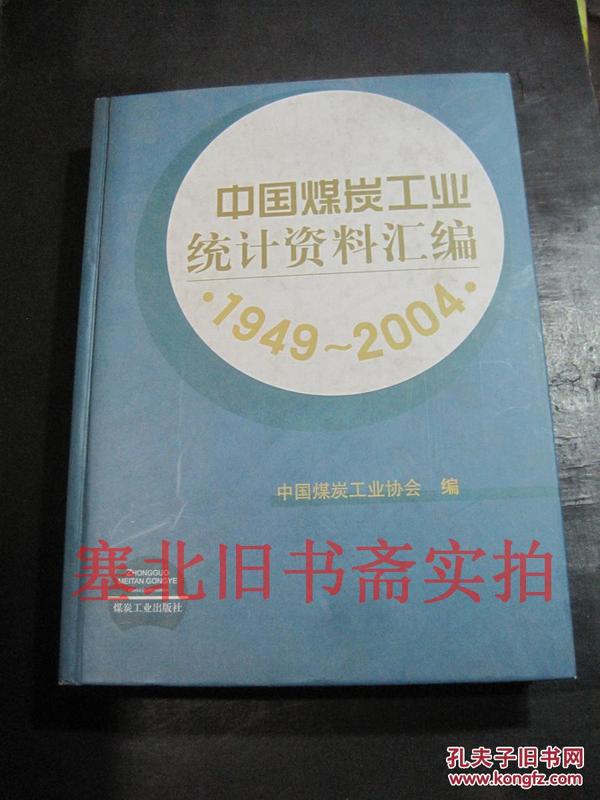 中国煤炭工业
统计资料汇编
·1949~2004·
中国煤炭工业协会 编
塞北旧书斋实拍
ZHONGGUO
MEITAN GONGYE
煤炭工业出版社
孔夫子旧书网
www.kongfz.com